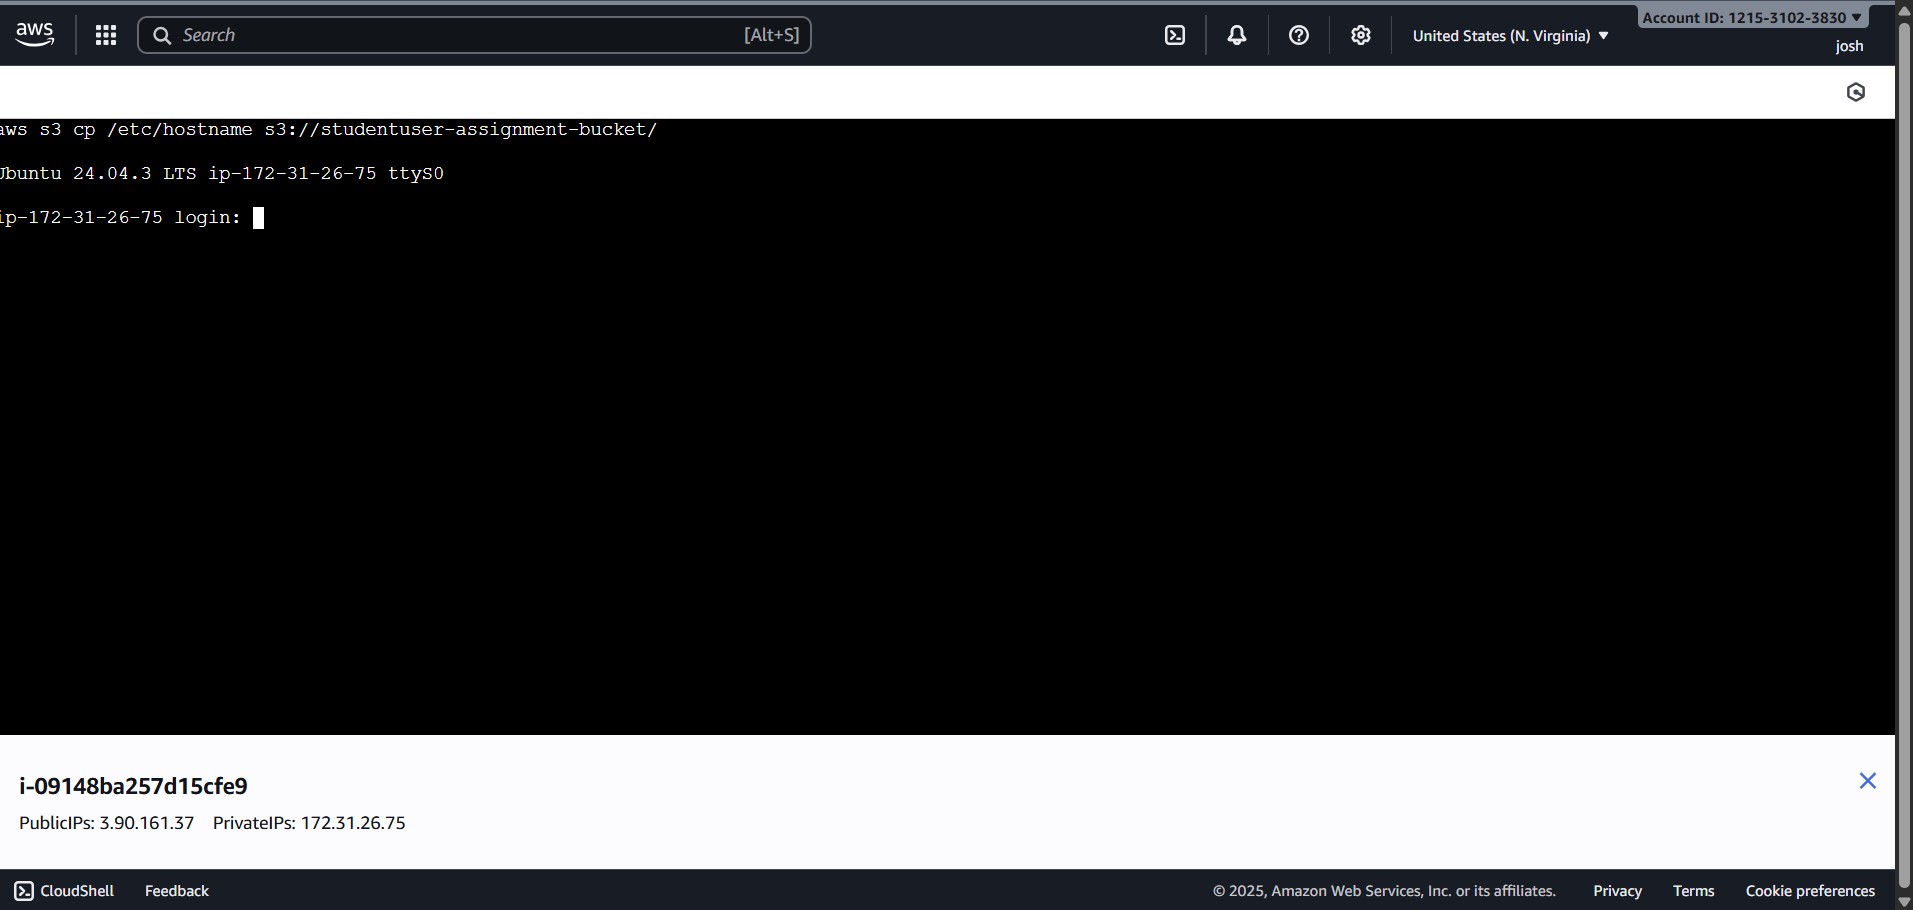 aws
Search
[Alt+S]
United States (N. Virginia)
Account ID: 1215-3102-3830
josh
aws s3 cp /etc/hostname s3://studentuser-assignment-bucket/
Ubuntu 24.04.3 LTS ip-172-31-26-75 ttyS0
ip-172-31-26-75 login:
i-09148ba257d15cfe9
PublicIPs: 3.90.161.37 PrivateIPs: 172.31.26.75
CloudShell
Feedback
© 2025, Amazon Web Services, Inc. or its affiliates.
Privacy
Terms
Cookie preferences